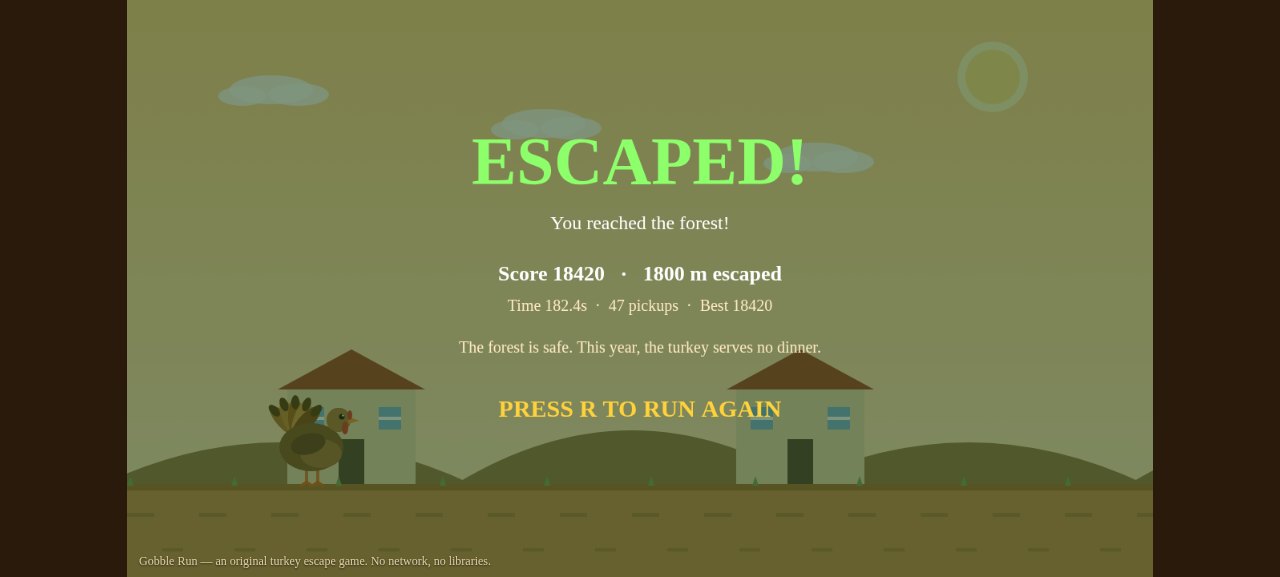 ESCAPED!
You reached the forest!
Score 18420 · 1800 m escaped
Time 182.4s · 47 pickups · Best 18420
The forest is safe. This year, the turkey serves no dinner.
PRESS R TO RUN AGAIN
Gobble Run — an original turkey escape game. No network, no libraries.